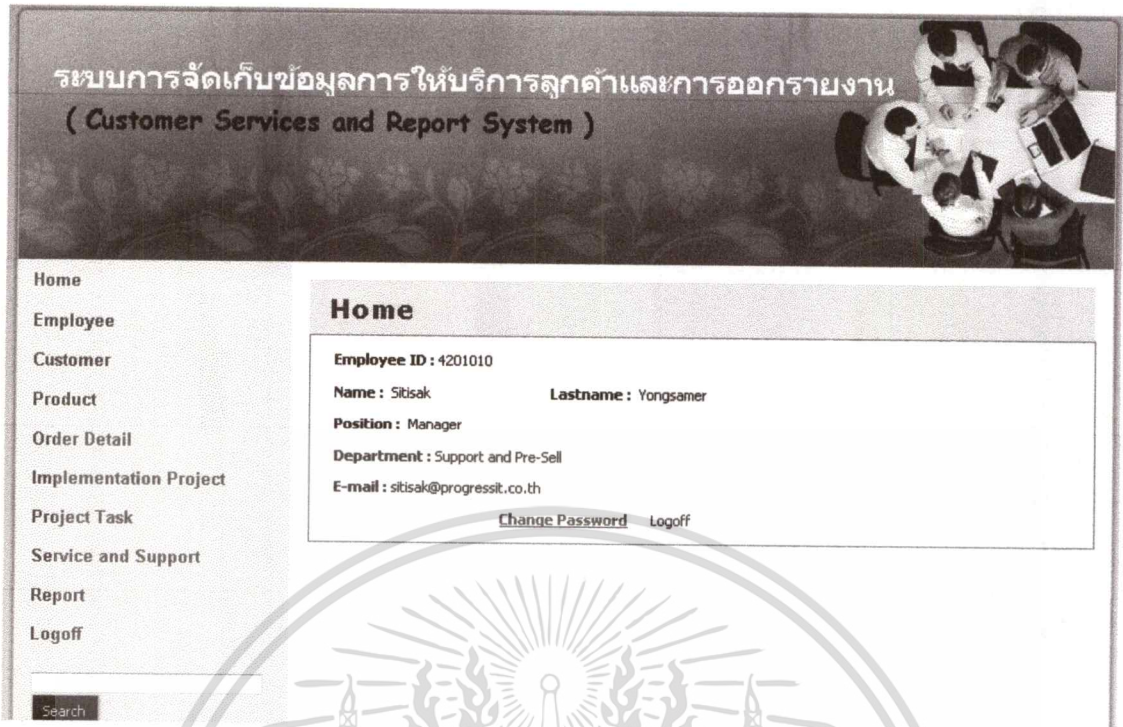 ระบบการจัดเก็บข้อมูลการให้บริการลูกค้าและการออกรายงาน
( Customer Services and Report System )
Home
Employee
Customer
Product
Order Detail
Implementation Project
Project Task
Service and Support
Report
Logoff
Search
Home
Employee ID : 4201010
Name : Sitisak Lastname : Yongsamer
Position : Manager
Department : Support and Pre-Sell
E-mail : sitisak@progressit.co.th
Change Password Logoff